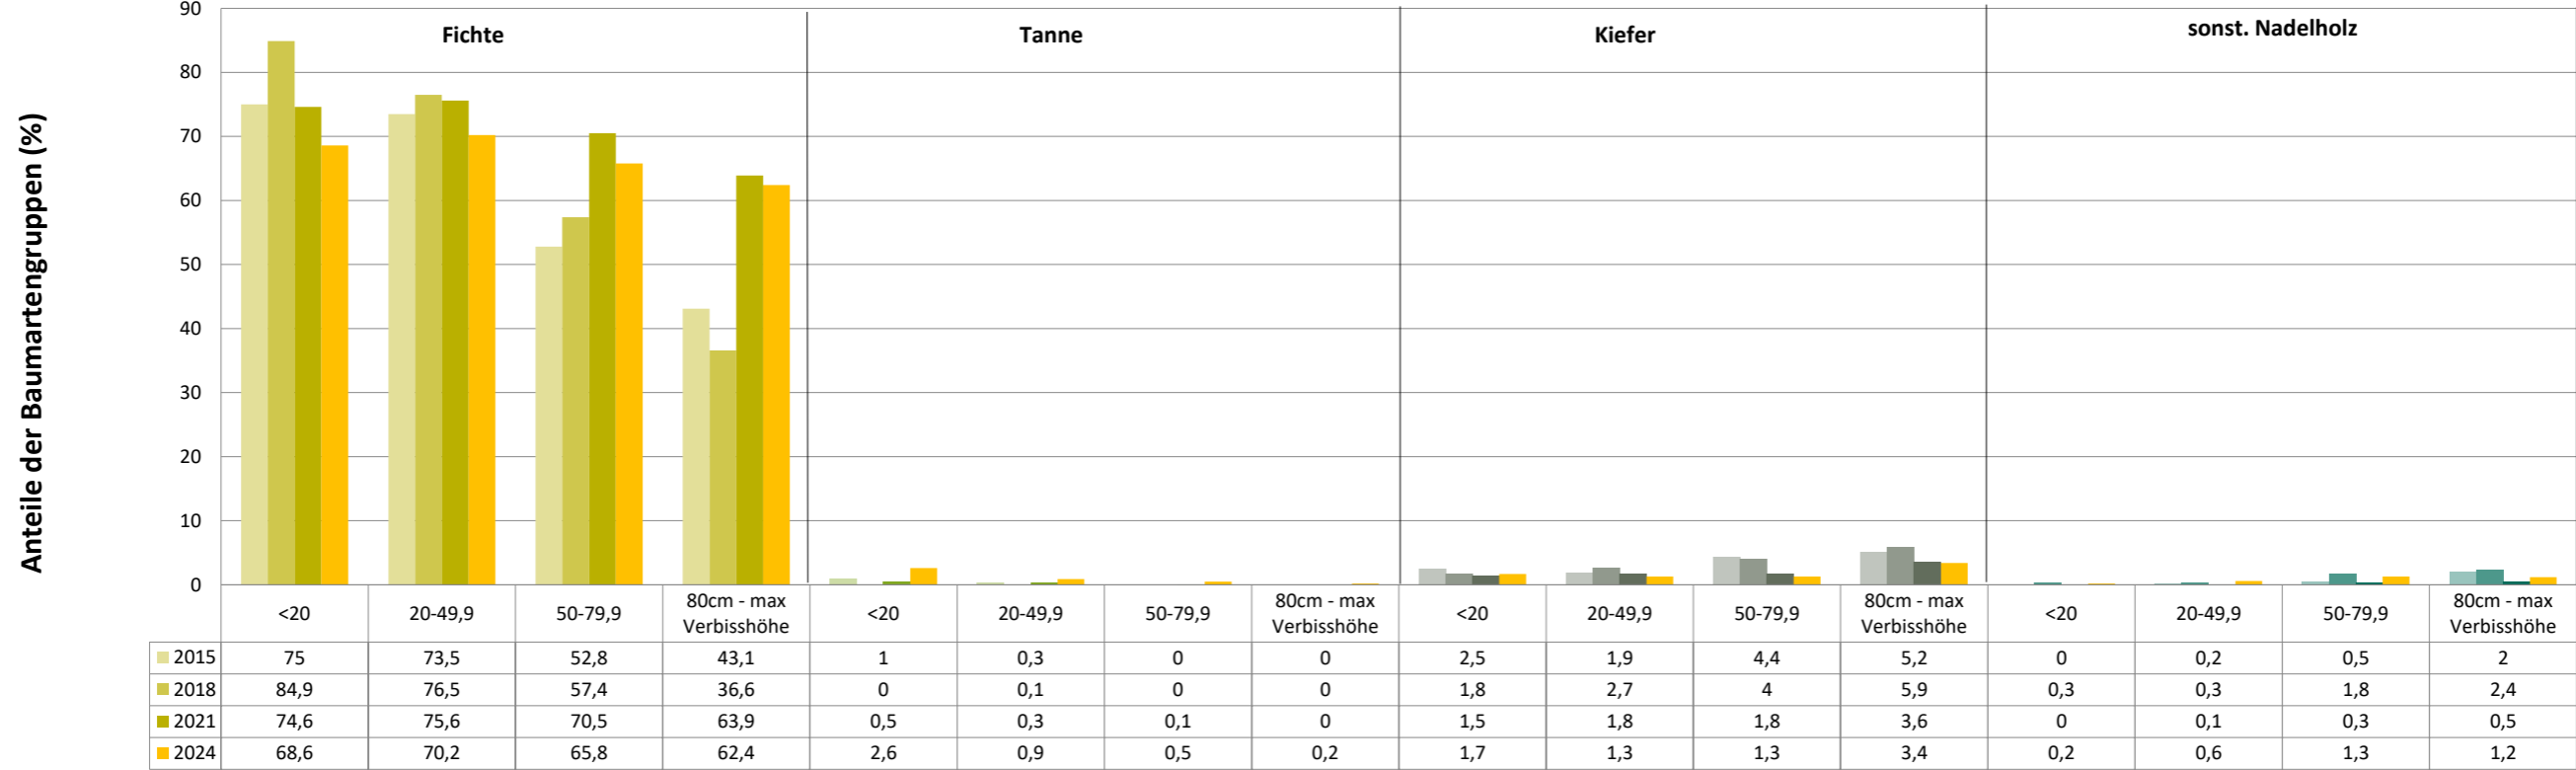 Anteile der Baumartengruppen (%)
90
80
70
60
50
40
30
20
10
0
Fichte Tanne Kiefer sonst. Nadelholz
<20 20-49,9 50-79,9 80cm - max Verbisshöhe <20 20-49,9 50-79,9 80cm - max Verbisshöhe <20 20-49,9 50-79,9 80cm - max Verbisshöhe <20 20-49,9 50-79,9 80cm - max Verbisshöhe
2015 75 73,5 52,8 43,1 1 0,3 0 0 2,5 1,9 4,4 5,2 0 0,2 0,5 2
2018 84,9 76,5 57,4 36,6 0 0,1 0 0 1,8 2,7 4 5,9 0,3 0,3 1,8 2,4
2021 74,6 75,6 70,5 63,9 0,5 0,3 0,1 0 1,5 1,8 1,8 3,6 0 0,1 0,3 0,5
2024 68,6 70,2 65,8 62,4 2,6 0,9 0,5 0,2 1,7 1,3 1,3 3,4 0,2 0,6 1,3 1,2